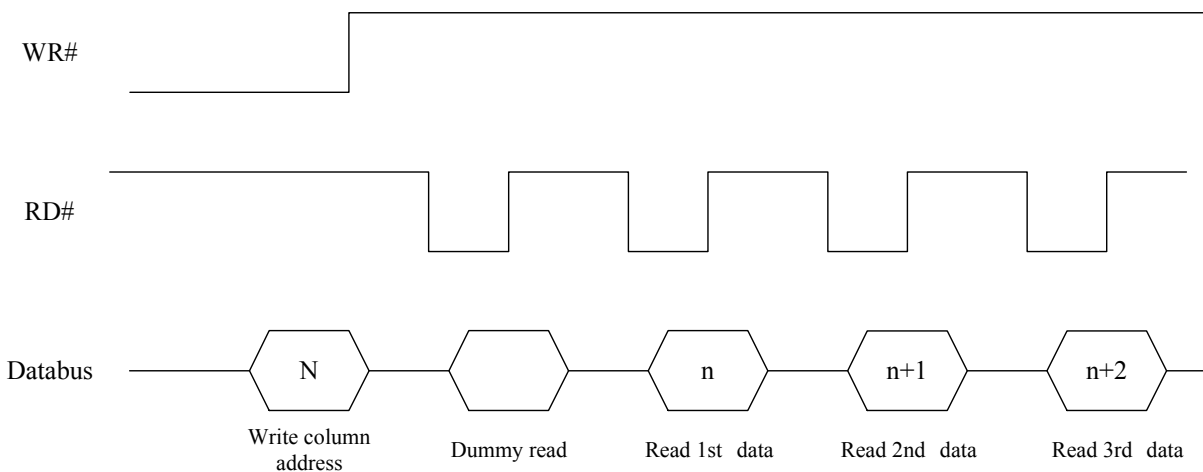 WR#
RD#
Databus
N
n
n+1
n+2
Write column
address
Dummy read
Read 1st data
Read 2nd data
Read 3rd data